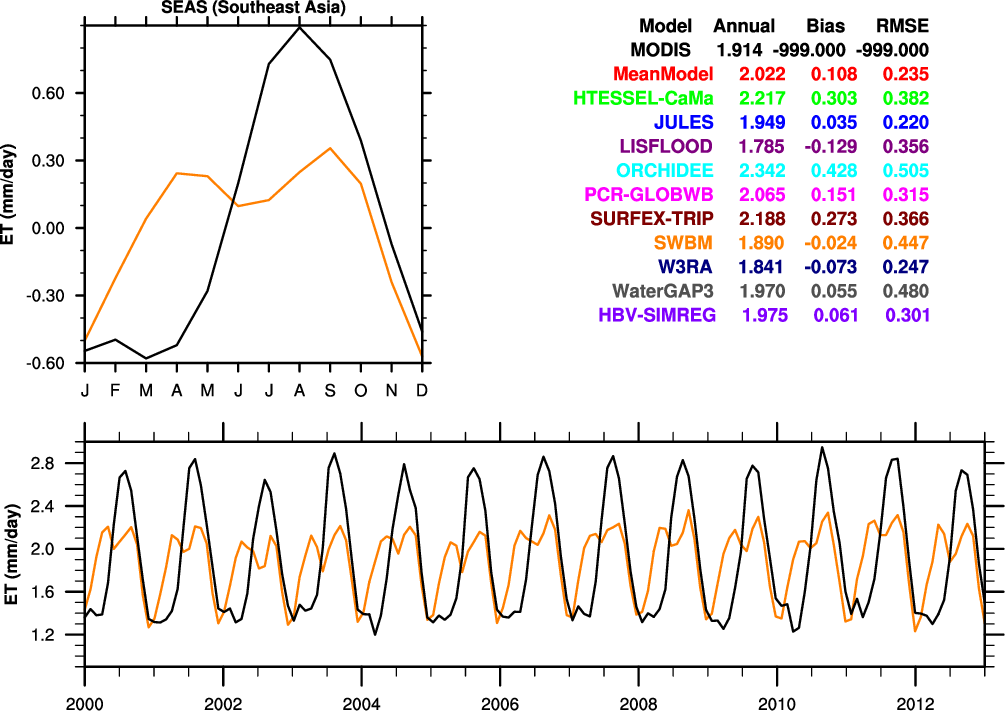 SEAS (Southeast Asia)
ET (mm/day)
0.60
0.30
0.00
-0.30
-0.60
J F M A M J J A S O N D
Model Annual Bias RMSE
MODIS 1.914 -999.000 -999.000
MeanModel 2.022 0.108 0.235
HTESSEL-CaMa 2.217 0.303 0.382
JULES 1.949 0.035 0.220
LISFLOOD 1.785 -0.129 0.356
ORCHIDEE 2.342 0.428 0.505
PCR-GLOBWB 2.065 0.151 0.315
SURFEX-TRIP 2.188 0.273 0.366
SWBM 1.890 -0.024 0.447
W3RA 1.841 -0.073 0.247
WaterGAP3 1.970 0.055 0.480
HBV-SIMREG 1.975 0.061 0.301
ET (mm/day)
2.8
2.4
2.0
1.6
1.2
2000 2002 2004 2006 2008 2010 2012